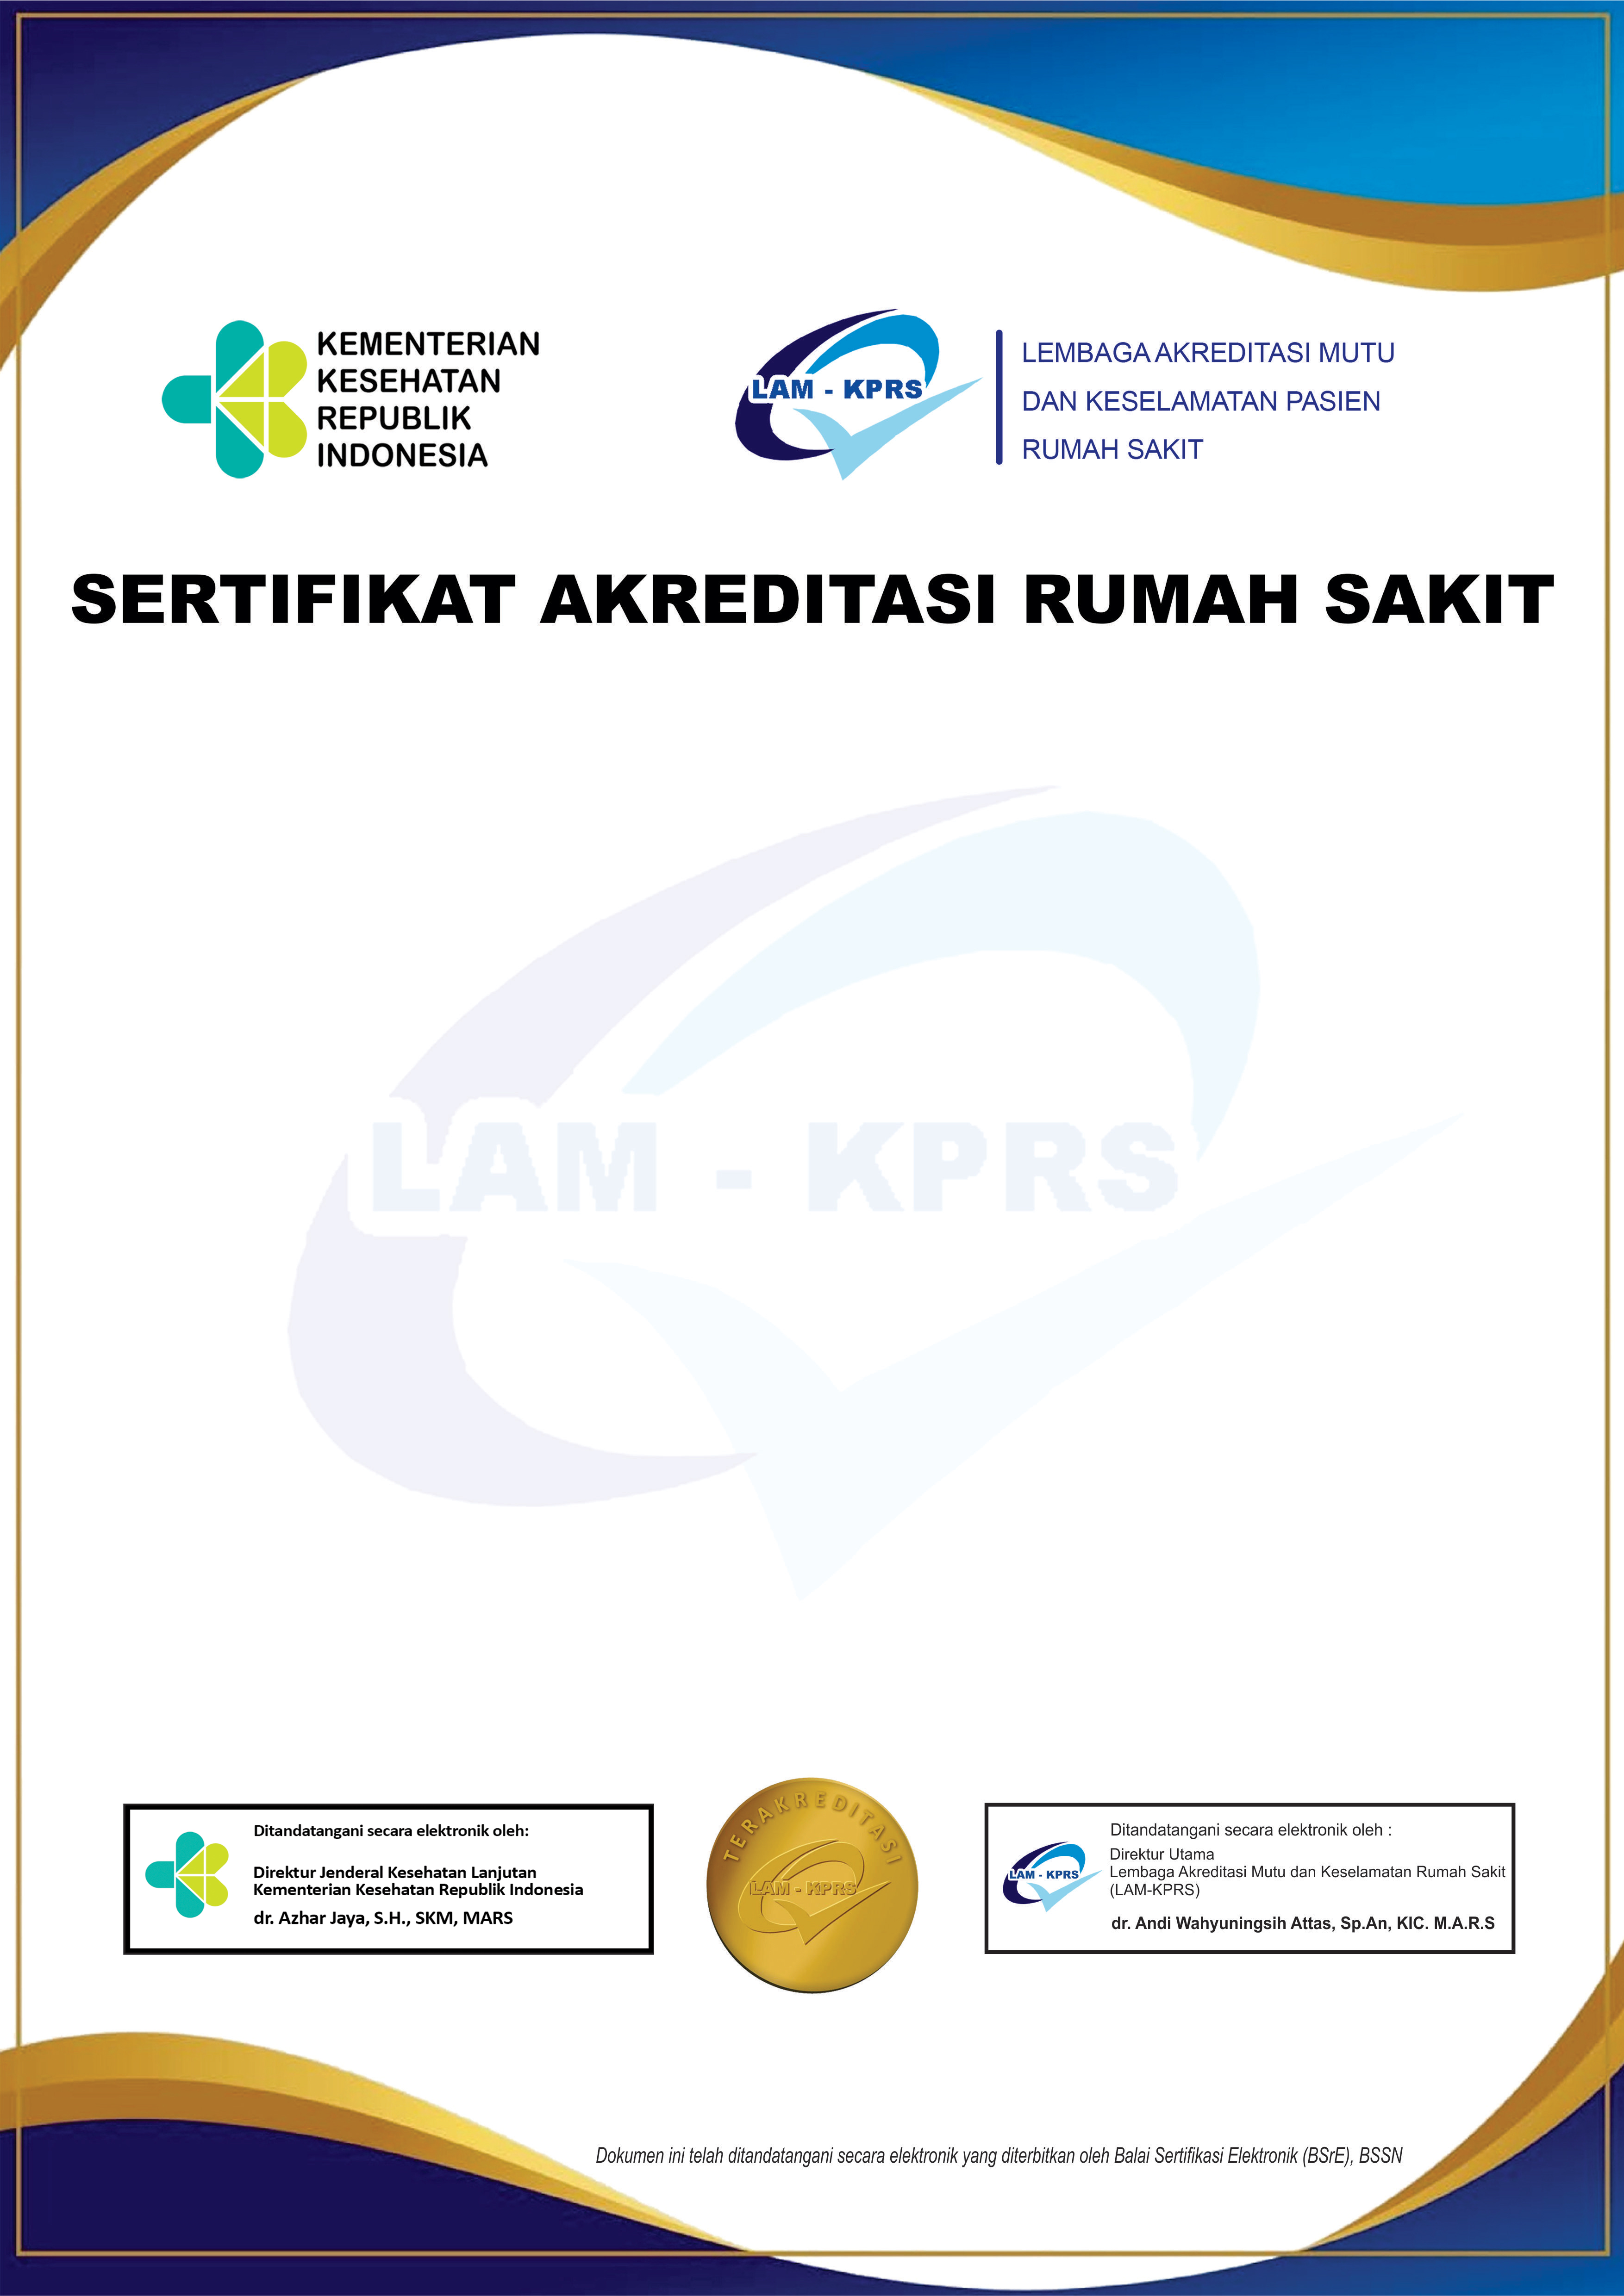 KEMENTERIAN
KESEHATAN
REPUBLIK
INDONESIA
LAM - KPRS
LEMBAGA AKREDITASI MUTU
DAN KESELAMATAN PASIEN
RUMAH SAKIT
SERTIFIKAT AKREDITASI RUMAH SAKIT
LAM - KPRS
Ditandatangani secara elektronik oleh:
Direktur Jenderal Kesehatan Lanjutan
Kementerian Kesehatan Republik Indonesia
dr. Azhar Jaya, S.H., SKM, MARS
TERAKREDITASI
LAM - KPRS
LAM - KPRS
Ditandatangani secara elektronik oleh :
Direktur Utama
Lembaga Akreditasi Mutu dan Keselamatan Rumah Sakit
(LAM-KPRS)
dr. Andi Wahyuningsih Attas, Sp.An, KIC. M.A.R.S
Dokumen ini telah ditandatangani secara elektronik yang diterbitkan oleh Balai Sertifikasi Elektronik (BSrE), BSSN